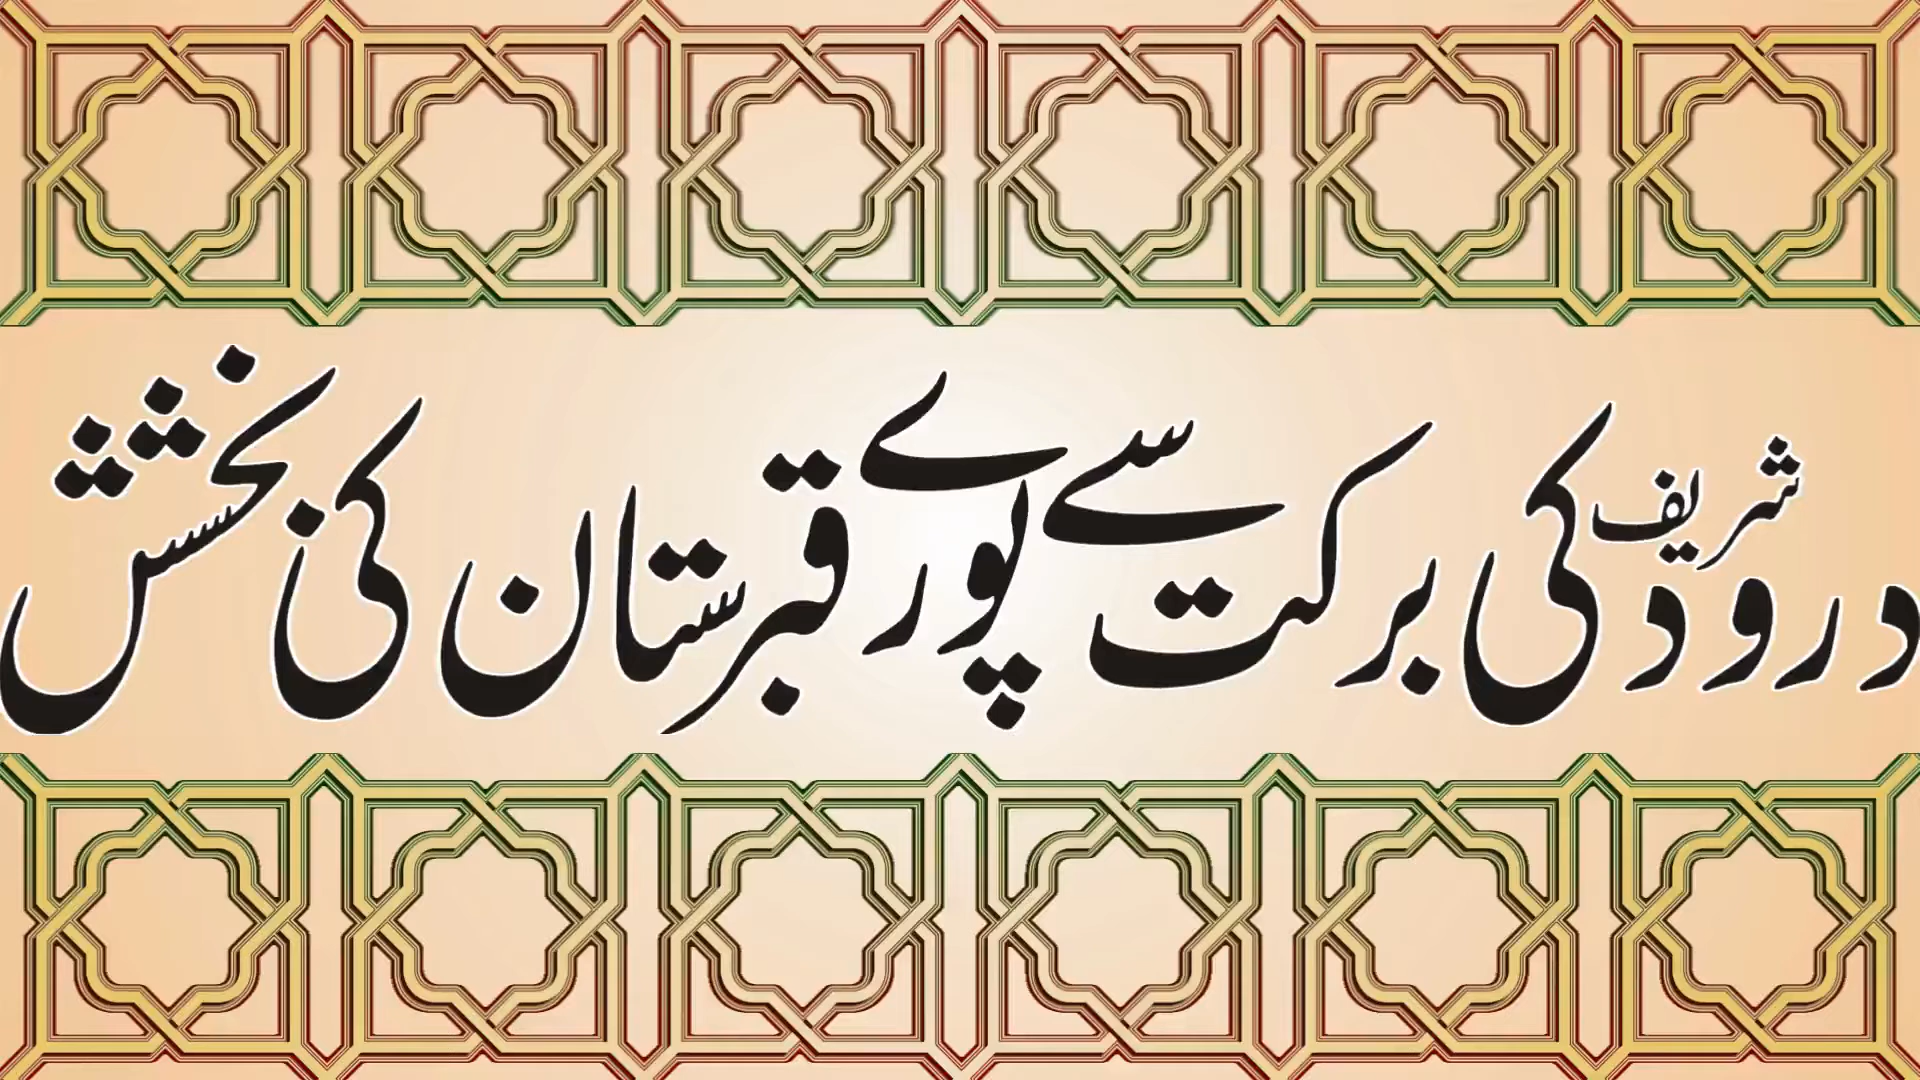 درود شریف کی برکت سے پورے قبرستان کی بخشش